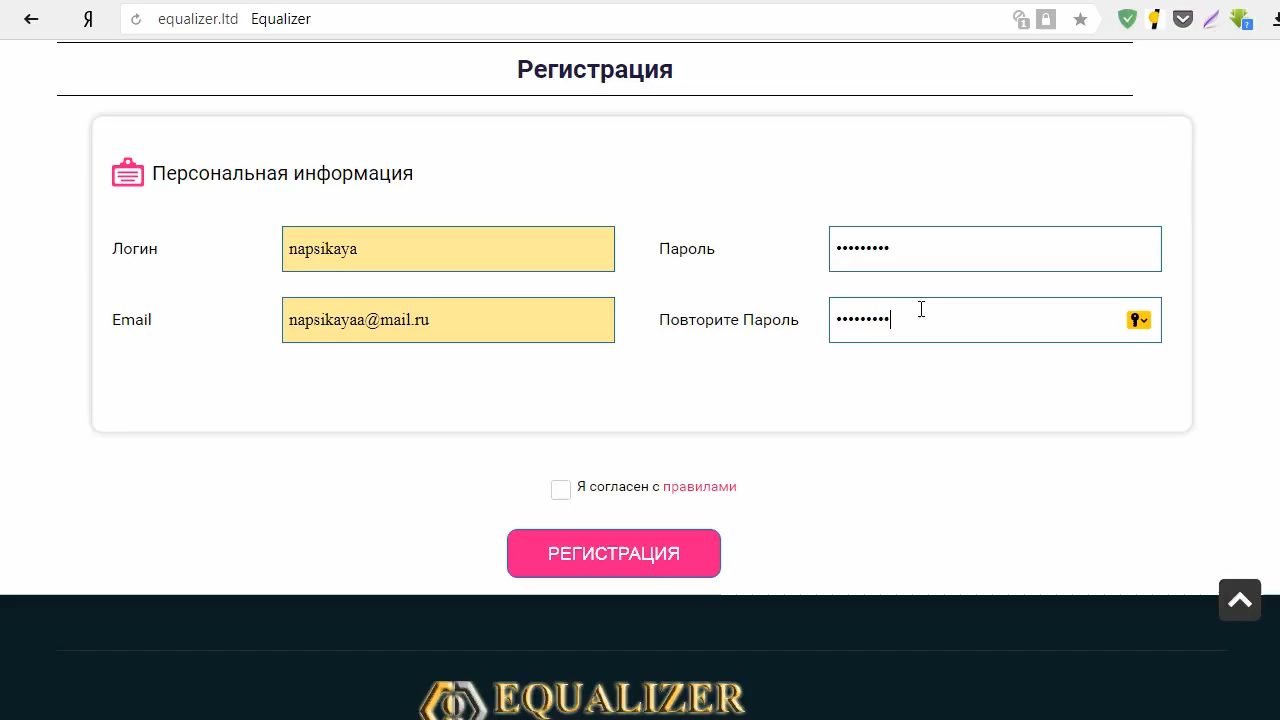 Я equalizer.ltd Equalizer
Регистрация
Персональная информация
Логин napsikaya Пароль •••••••••
Email napsikayaa@mail.ru Повторите Пароль •••••••••
Я согласен с правилами
РЕГИСТРАЦИЯ
EQUALIZER